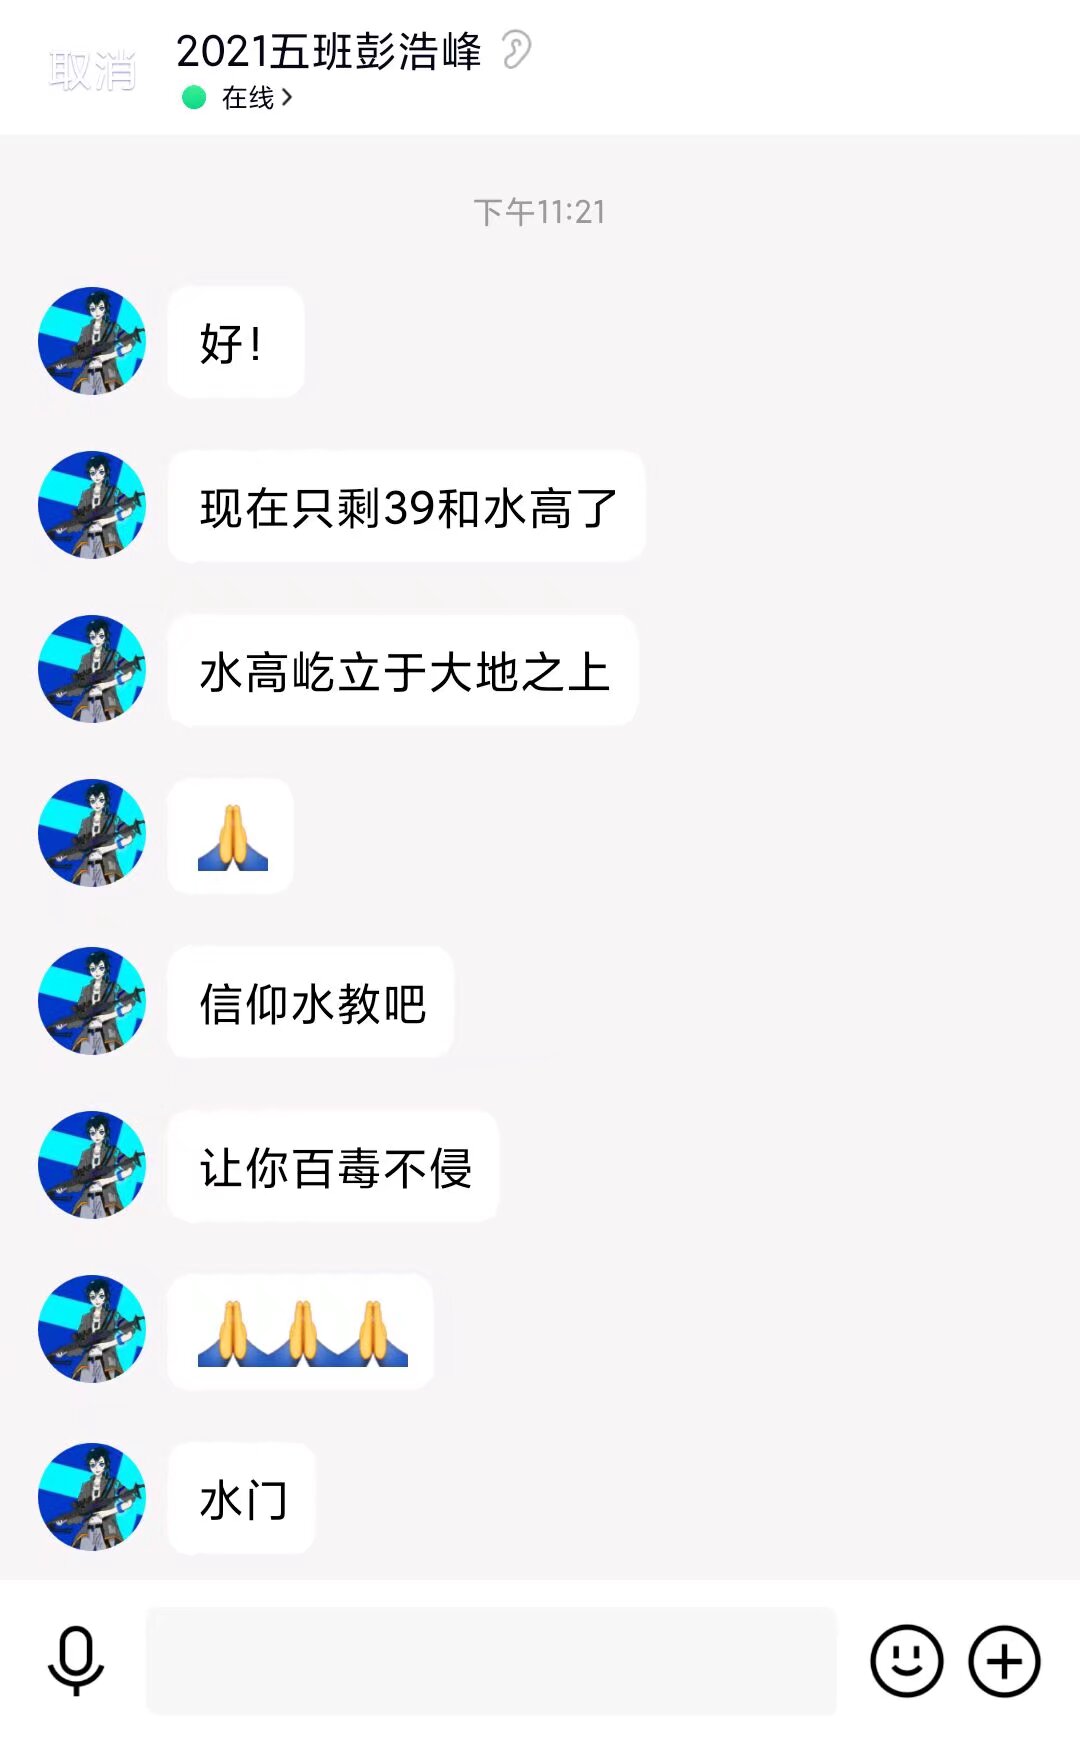 取消
2021五班彭浩峰
在线
下午11:21
好！
现在只剩39和水高了
水高屹立于大地之上
🙏
信仰水教吧
让你百毒不侵
🙏🙏🙏
水门